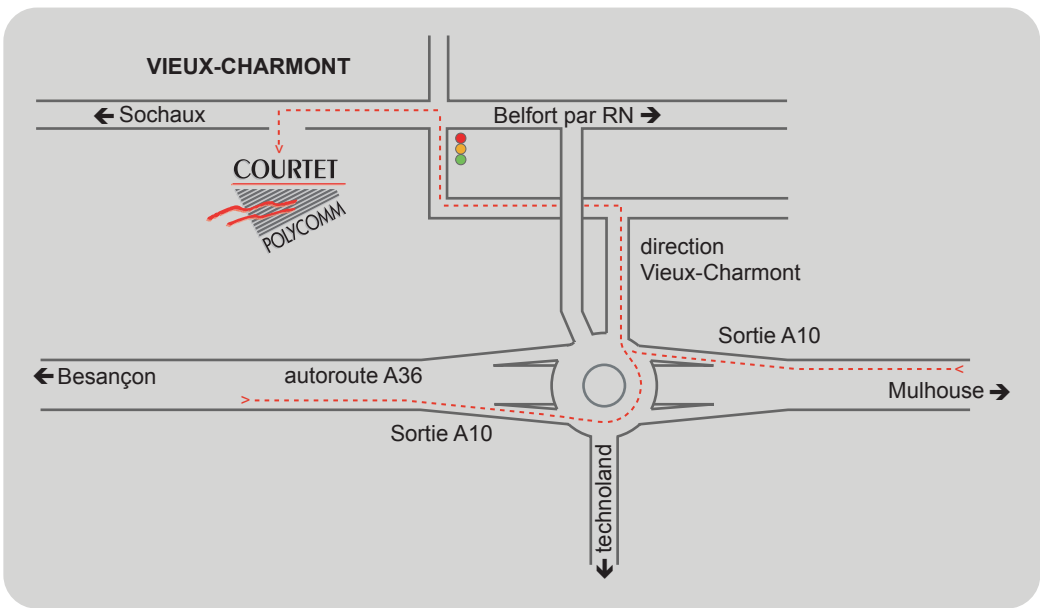 VIEUX-CHARMONT
← Sochaux
Belfort par RN →
COURTET
POLYCOMM
direction
Vieux-Charmont
Sortie A10
← Besançon
autoroute A36
Mulhouse →
Sortie A10
← technoland